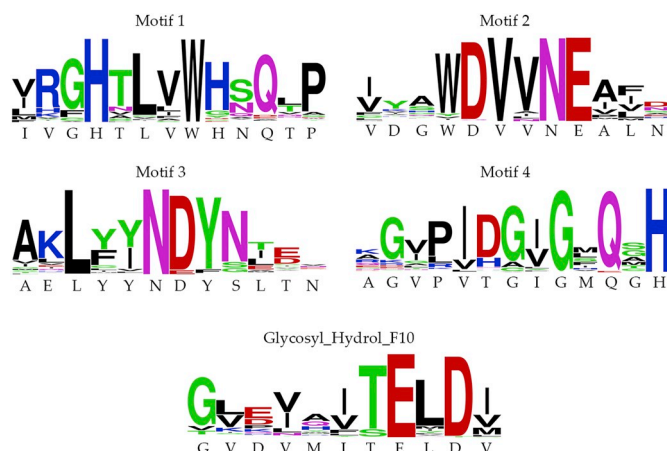 Motif 1
V R G H T L V W H S Q L P
I V G H T L V W H N Q T P
Motif 2
I Y A W D V V N E A F D
V D G W D V V N E A L N
Motif 3
A K L Y Y N D Y N T E
A E L Y Y N D Y S L T N
Motif 4
G V P I D G I G Q S H
A G V P V T G I G M Q G H
Glycosyl_Hydrol_F10
G L E V A I T E L D I
G V D V M I T E L D V